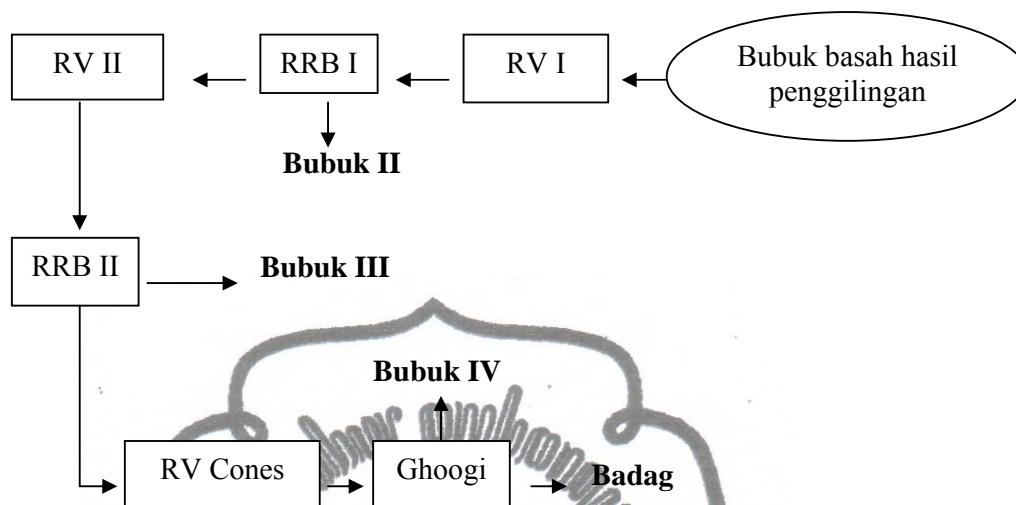 RV II
RRB I
RV I
Bubuk basah hasil
penggilingan
Bubuk II
RRB II
Bubuk III
Bubuk IV
RV Cones
Ghoogi
Badag